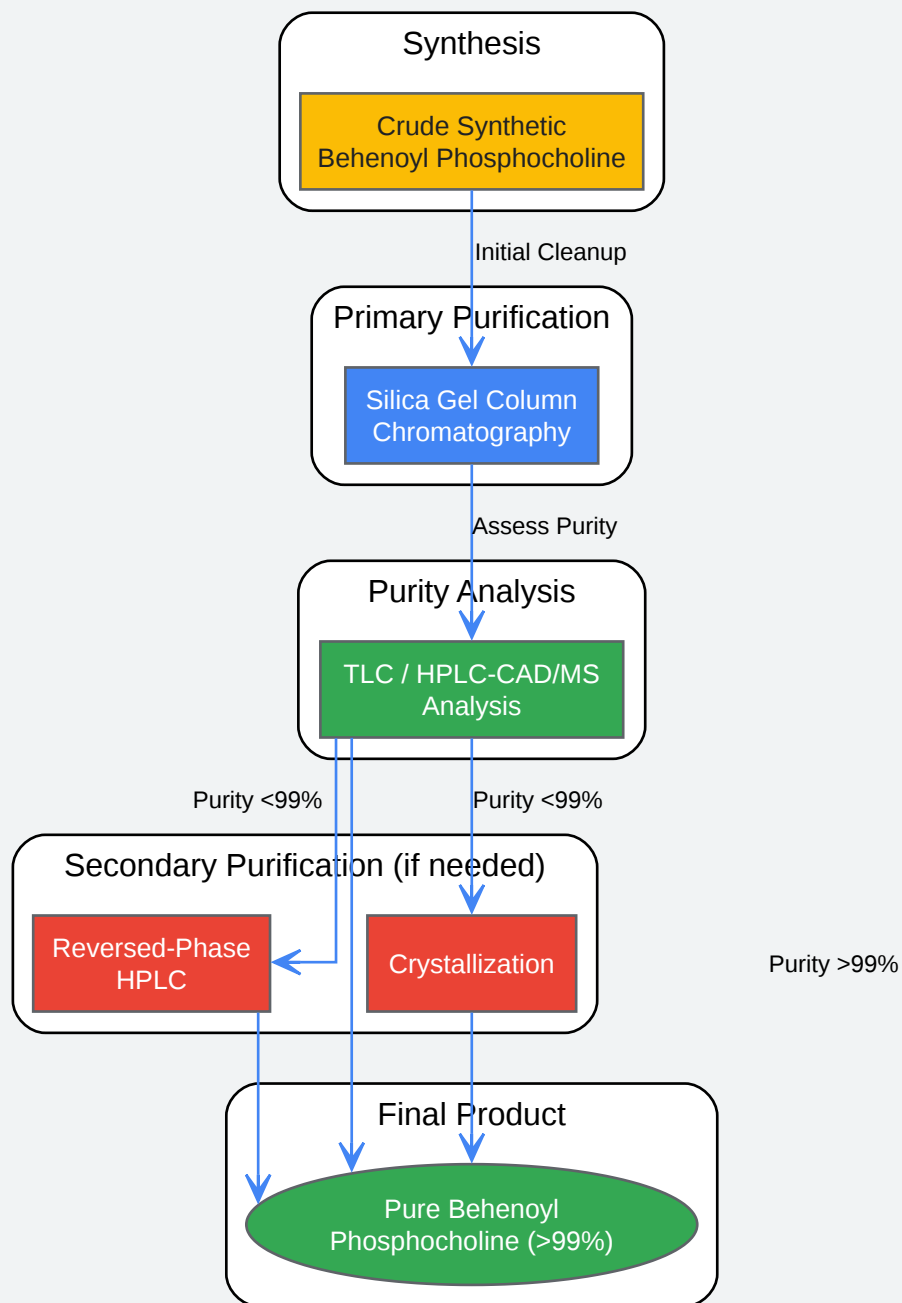 Synthesis
Crude Synthetic
Behenoyl Phosphocholine
Initial Cleanup
Primary Purification
Silica Gel Column
Chromatography
Assess Purity
Purity Analysis
TLC / HPLC-CAD/MS
Analysis
Purity <99%
Purity <99%
Secondary Purification (if needed)
Reversed-Phase
HPLC
Crystallization
Purity >99%
Final Product
Pure Behenoyl
Phosphocholine (>99%)